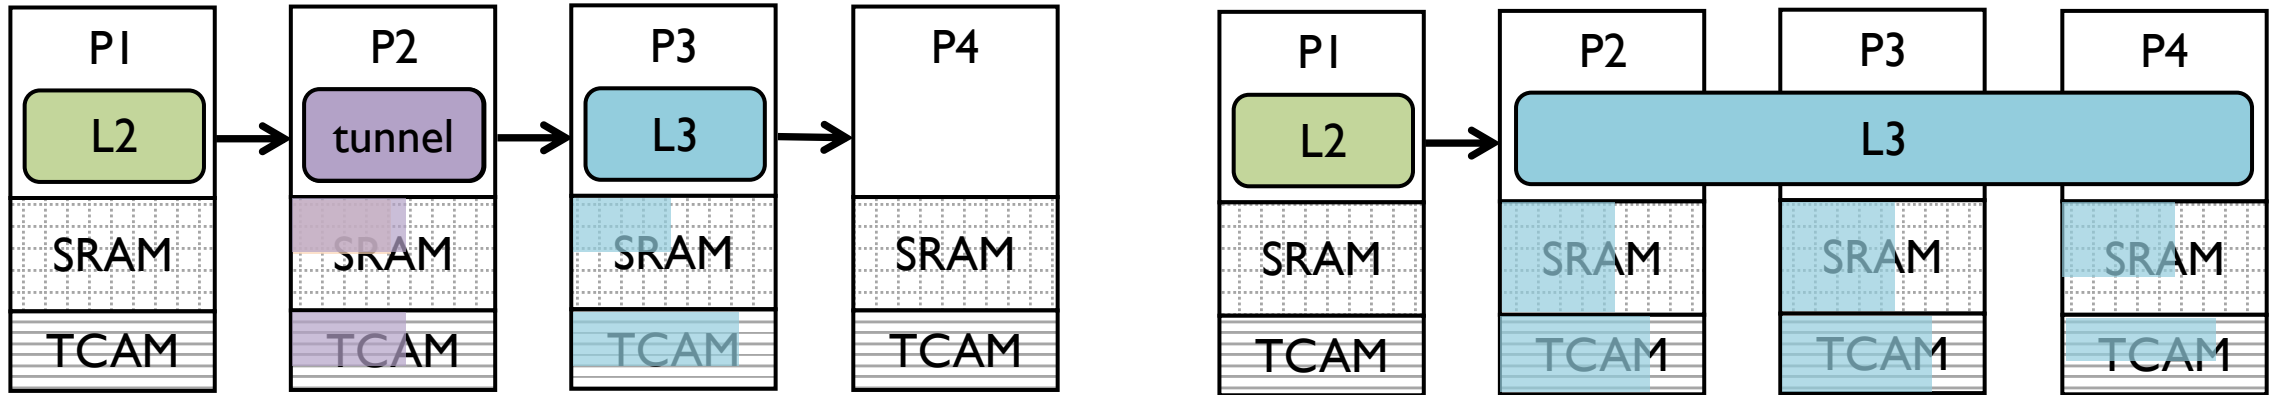 P1 P2 P3 P4
L2 tunnel L3
SRAM SRAM SRAM SRAM
TCAM TCAM TCAM TCAM
P1 P2 P3 P4
L2 L3
SRAM SRAM SRAM SRAM
TCAM TCAM TCAM TCAM